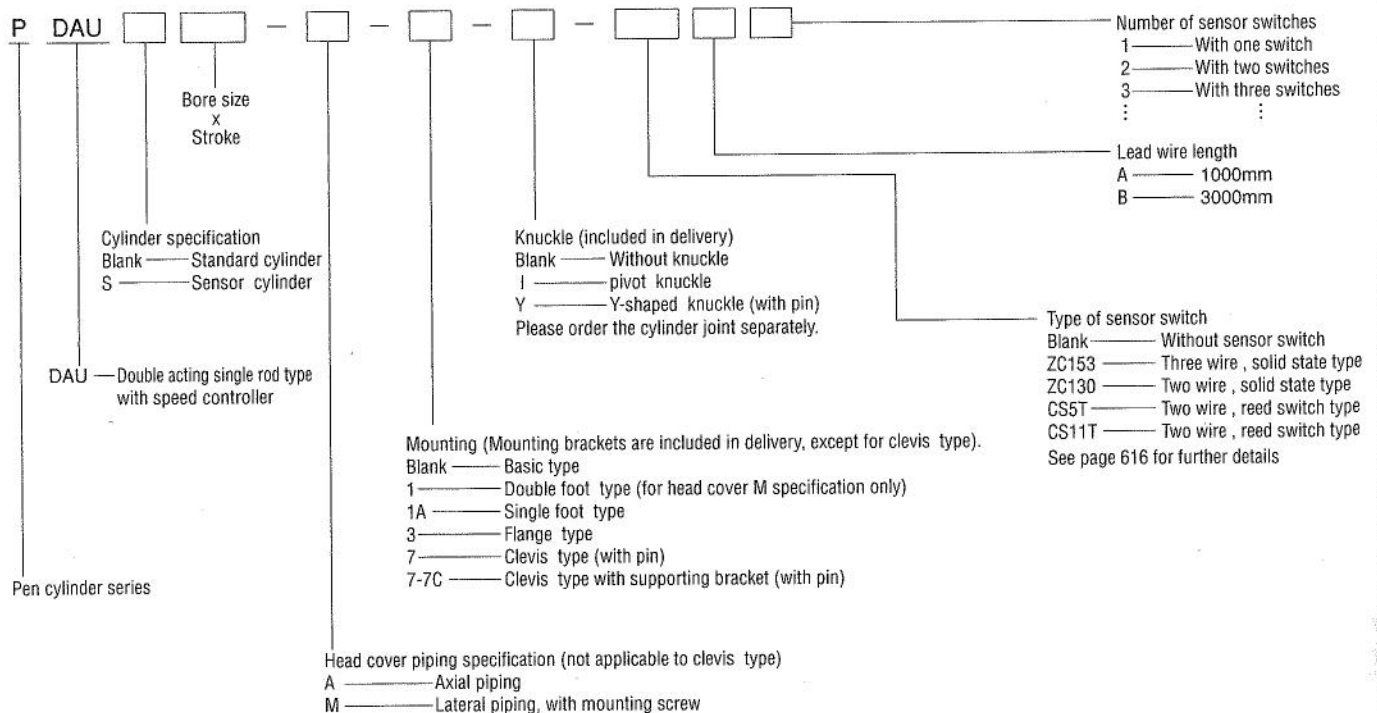 P DAU - - - -
Number of sensor switches
1 With one switch
2 With two switches
3 With three switches
⋮ ⋮
Bore size
x
Stroke
Lead wire length
A 1000mm
B 3000mm
Cylinder specification
Blank Standard cylinder
S Sensor cylinder
Knuckle (included in delivery)
Blank Without knuckle
I pivot knuckle
Y Y-shaped knuckle (with pin)
Please order the cylinder joint separately.
Type of sensor switch
Blank Without sensor switch
ZC153 Three wire , solid state type
ZC130 Two wire , solid state type
CS5T Two wire , reed switch type
CS11T Two wire , reed switch type
See page 616 for further details
DAU Double acting single rod type
with speed controller
Mounting (Mounting brackets are included in delivery, except for clevis type).
Blank Basic type
1 Double foot type (for head cover M specification only)
1A Single foot type
3 Flange type
7 Clevis type (with pin)
7-7C Clevis type with supporting bracket (with pin)
Pen cylinder series
Head cover piping specification (not applicable to clevis type)
A Axial piping
M Lateral piping, with mounting screw